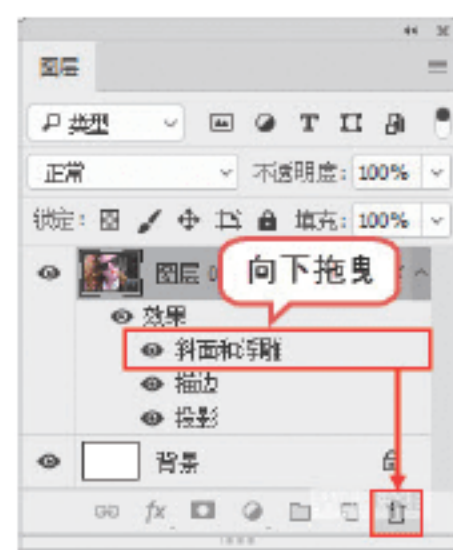 图层
类型
正常 不透明度: 100%
锁定: 填充: 100%
图层
向下拖曳
效果
斜面和浮雕
描边
投影
背景
fx